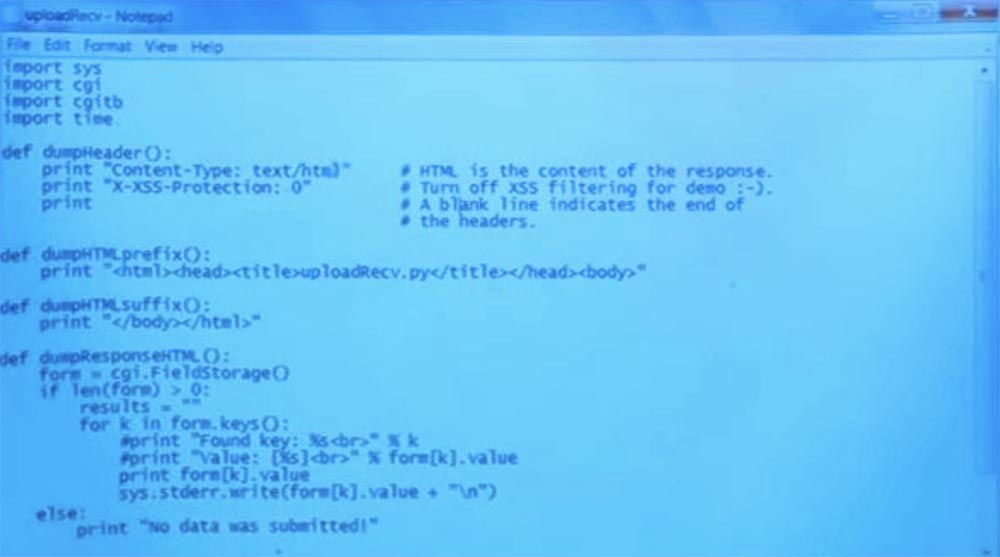 uploadRecv - Notepad
File Edit Format View Help
import sys
import cgi
import cgitb
import time
def dumpHeader():
    print "Content-Type: text/html"     # HTML is the content of the response.
    print "X-XSS-Protection: 0"         # Turn off XSS filtering for demo :-).
    print                               # A blank line indicates the end of
                                        # the headers.
def dumpHTMLprefix():
    print "<html><head><title>uploadRecv.py</title></head><body>"
def dumpHTMLsuffix():
    print "</body></html>"
def dumpResponseHTML():
    form = cgi.FieldStorage()
    if len(form) > 0:
        results = ""
        for k in form.keys():
            #print "Found key: %s<br>" % k
            #print "Value: [%s]<br>" % form[k].value
            print form[k].value
            sys.stderr.write(form[k].value + "\n")
    else:
        print "No data was submitted!"